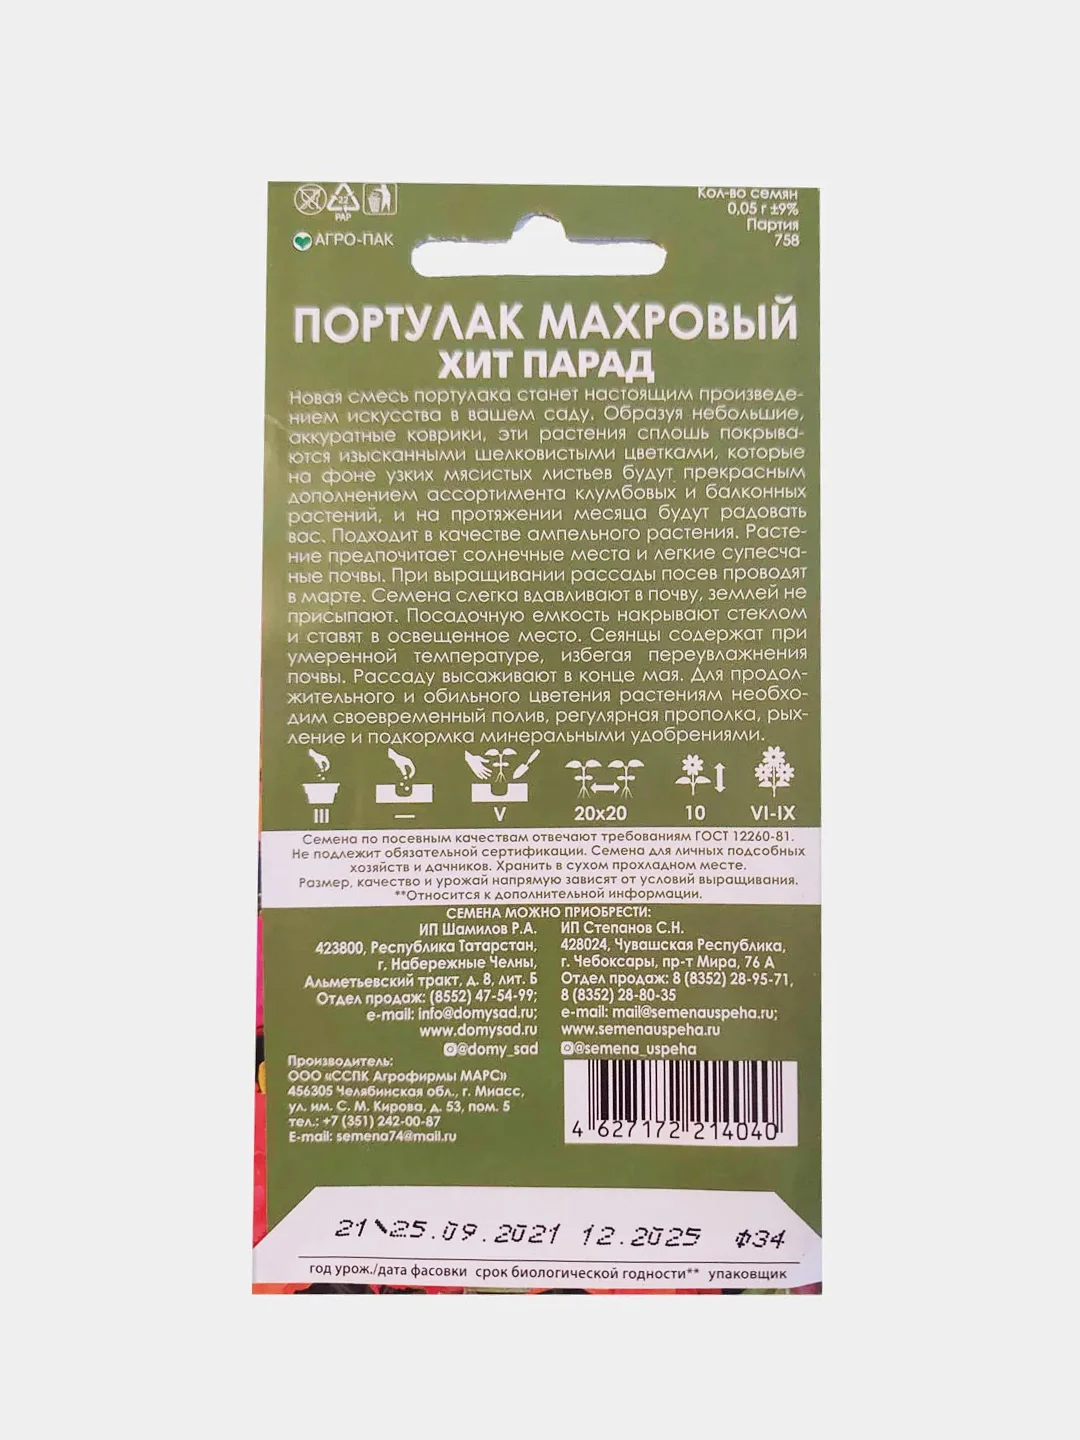 22
PAP
АГРО-ПАК
Кол-во семян
0,05 г ±9%
Партия
758
ПОРТУЛАК МАХРОВЫЙ
ХИТ ПАРАД
Новая смесь портулака станет настоящим произведе-
нием искусства в вашем саду. Образуя небольшие,
аккуратные коврики, эти растения сплошь покрыва-
ются изысканными шелковистыми цветками, которые
на фоне узких мясистых листьев будут прекрасным
дополнением ассортимента клумбовых и балконных
растений, и на протяжении месяца будут радовать
вас. Подходит в качестве ампельного растения. Расте-
ние предпочитает солнечные места и легкие супесча-
ные почвы. При выращивании рассады посев проводят
в марте. Семена слегка вдавливают в почву, землей не
присыпают. Посадочную емкость накрывают стеклом
и ставят в освещенное место. Сеянцы содержат при
умеренной температуре, избегая переувлажнения
почвы. Рассаду высаживают в конце мая. Для продол-
жительного и обильного цветения растениям необхо-
дим своевременный полив, регулярная прополка, рых-
ление и подкормка минеральными удобрениями.
III — V 20x20 10 VI-IX
Семена по посевным качествам отвечают требованиям ГОСТ 12260-81.
Не подлежит обязательной сертификации. Семена для личных подсобных
хозяйств и дачников. Хранить в сухом прохладном месте.
Размер, качество и урожай напрямую зависят от условий выращивания.
**Относится к дополнительной информации.
СЕМЕНА МОЖНО ПРИОБРЕСТИ:
ИП Шамилов Р.А.
423800, Республика Татарстан,
г. Набережные Челны,
Альметьевский тракт, д. 8, лит. Б
Отдел продаж: (8552) 47-54-99;
e-mail: info@domysad.ru;
www.domysad.ru
@domy_sad
ИП Степанов С.Н.
428024, Чувашская Республика,
г. Чебоксары, пр-т Мира, 76 А
Отдел продаж: 8 (8352) 28-95-71,
8 (8352) 28-80-35
e-mail: mail@semenauspeha.ru;
www.semenauspeha.ru
@semena_uspeha
Производитель:
ООО «ССПК Агрофирмы МАРС»
456305 Челябинская обл., г. Миасс,
ул. им. С. М. Кирова, д. 53, пом. 5
тел.: +7 (351) 242-00-87
E-mail: semena74@mail.ru
4 627172 214040
21\25.09.2021 12.2025 Ф34
год урож./дата фасовки срок биологической годности** упаковщик